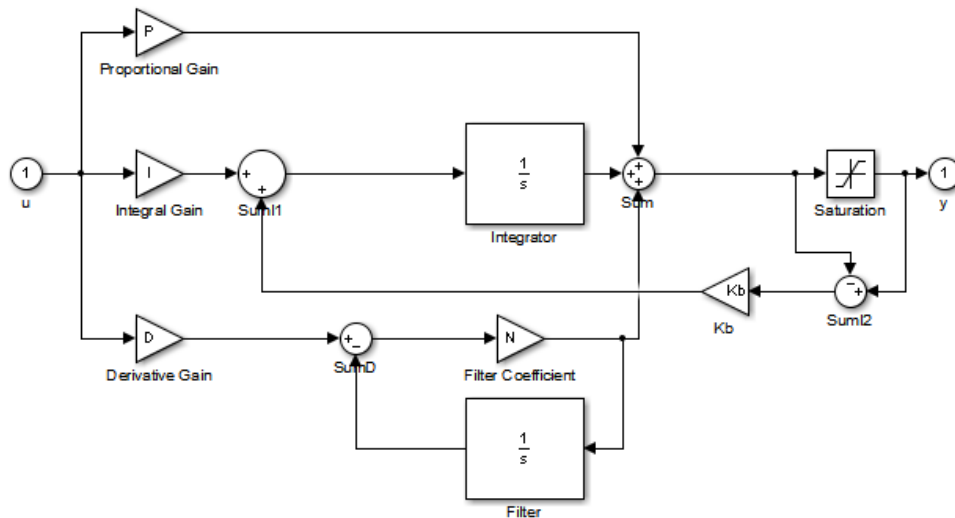 P
Proportional Gain
1
u
I
Integral Gain
+
+
SumI1
1
s
Integrator
+
+
+
Sum
Saturation
1
y
Kb
Kb
−
+
SumI2
D
Derivative Gain
+
−
SumD
N
Filter Coefficient
1
s
Filter